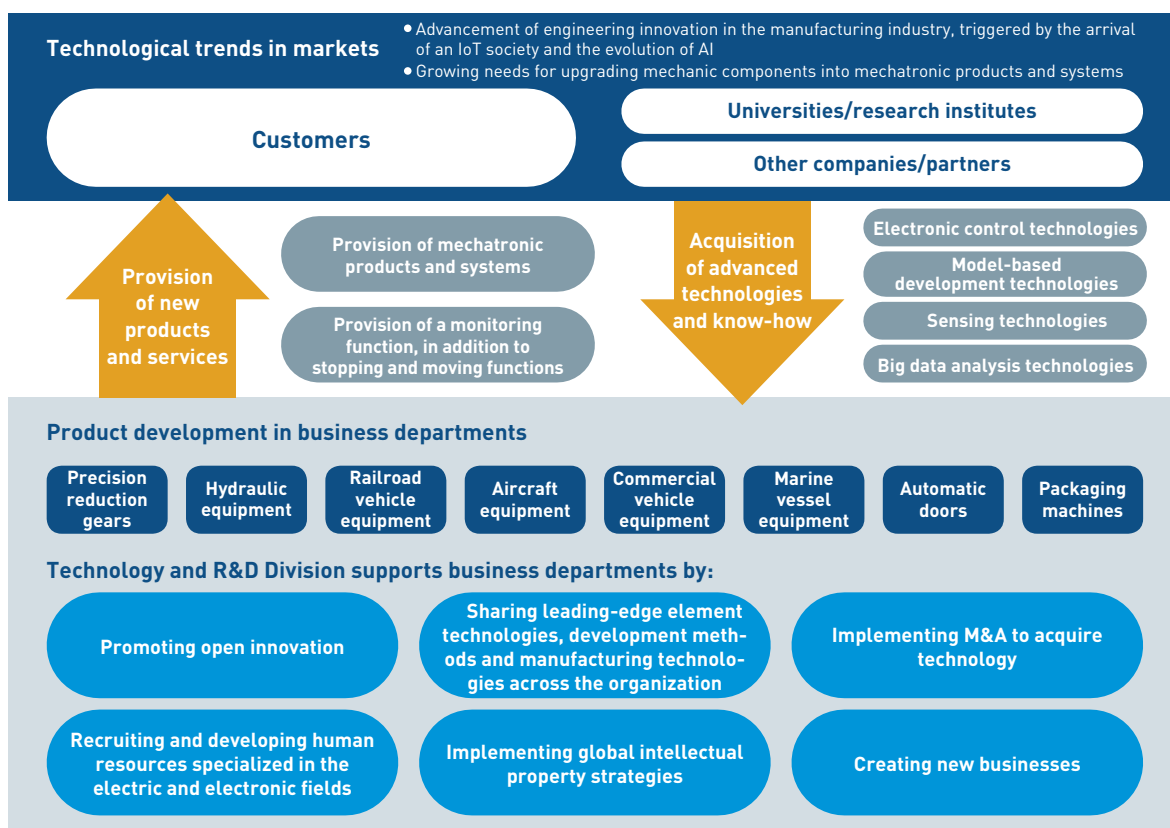 Technological trends in markets
● Advancement of engineering innovation in the manufacturing industry, triggered by the arrival
of an IoT society and the evolution of AI
● Growing needs for upgrading mechanic components into mechatronic products and systems
Customers
Universities/research institutes
Other companies/partners
Provision
of new
products
and services
Provision of mechatronic
products and systems
Provision of a monitoring
function, in addition to
stopping and moving functions
Acquisition
of advanced
technologies
and know-how
Electronic control technologies
Model-based
development technologies
Sensing technologies
Big data analysis technologies
Product development in business departments
Precision
reduction
gears
Hydraulic
equipment
Railroad
vehicle
equipment
Aircraft
equipment
Commercial
vehicle
equipment
Marine
vessel
equipment
Automatic
doors
Packaging
machines
Technology and R&D Division supports business departments by:
Promoting open innovation
Sharing leading-edge element
technologies, development meth-
ods and manufacturing technolo-
gies across the organization
Implementing M&A to acquire
technology
Recruiting and developing human
resources specialized in the
electric and electronic fields
Implementing global intellectual
property strategies
Creating new businesses